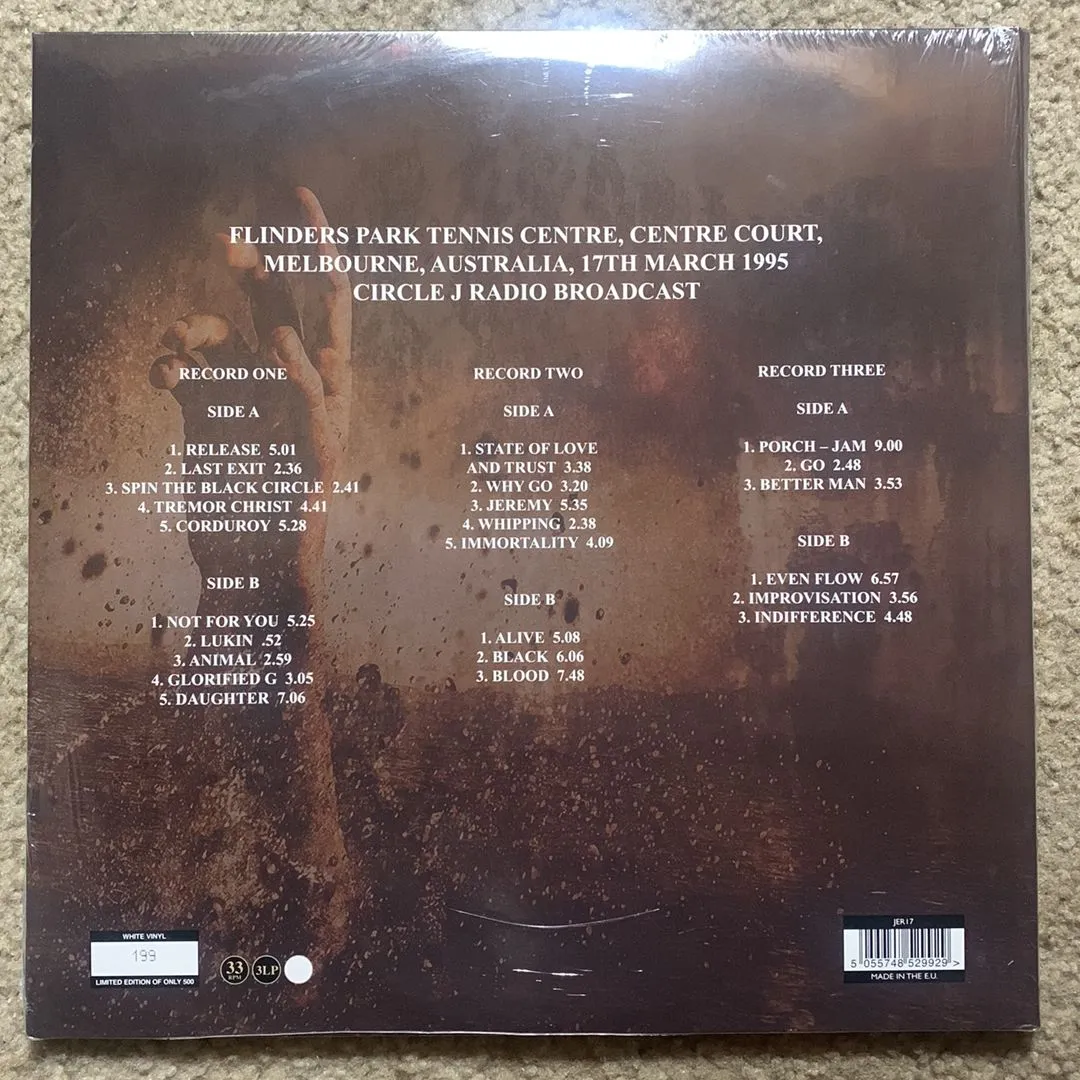 FLINDERS PARK TENNIS CENTRE, CENTRE COURT,
MELBOURNE, AUSTRALIA, 17TH MARCH 1995
CIRCLE J RADIO BROADCAST
RECORD ONE
SIDE A
1. RELEASE 5.01
2. LAST EXIT 2.36
3. SPIN THE BLACK CIRCLE 2.41
4. TREMOR CHRIST 4.41
5. CORDUROY 5.28
SIDE B
1. NOT FOR YOU 5.25
2. LUKIN .52
3. ANIMAL 2.59
4. GLORIFIED G 3.05
5. DAUGHTER 7.06
RECORD TWO
SIDE A
1. STATE OF LOVE
AND TRUST 3.38
2. WHY GO 3.20
3. JEREMY 5.35
4. WHIPPING 2.38
5. IMMORTALITY 4.09
SIDE B
1. ALIVE 5.08
2. BLACK 6.06
3. BLOOD 7.48
RECORD THREE
SIDE A
1. PORCH – JAM 9.00
2. GO 2.48
3. BETTER MAN 3.53
SIDE B
1. EVEN FLOW 6.57
2. IMPROVISATION 3.56
3. INDIFFERENCE 4.48
WHITE VINYL
199
LIMITED EDITION OF ONLY 500
33
RPM
3LP
JER17
5 055748 529929 >
MADE IN THE E.U.